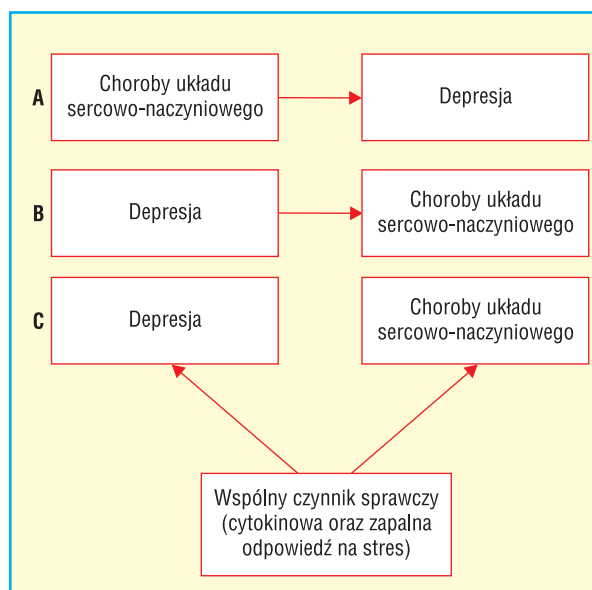 A
Choroby układu
sercowo-naczyniowego
Depresja
B
Depresja
Choroby układu
sercowo-naczyniowego
C
Depresja
Choroby układu
sercowo-naczyniowego
Wspólny czynnik sprawczy
(cytokinowa oraz zapalna
odpowiedź na stres)